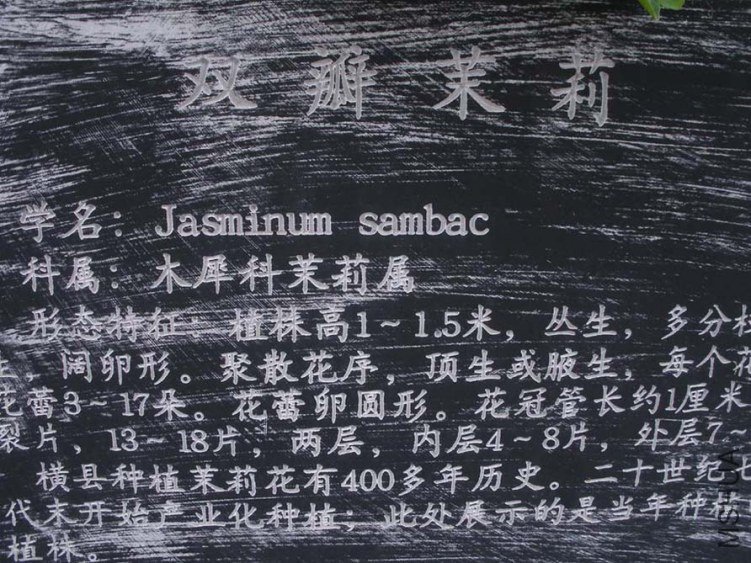 双瓣茉莉
学名：Jasminum sambac
科属：木犀科茉莉属
形态特征：植株高1～1.5米，丛生，多分枝
生，阔卵形。聚散花序，顶生或腋生，每个花
花蕾3～17朵。花蕾卵圆形。花冠管长约1厘米
裂片，13～18片，两层，内层4～8片，外层7～
横县种植茉莉花有400多年历史。二十世纪
代末开始产业化种植；此处展示的是当年种植
植林。
MSTUA